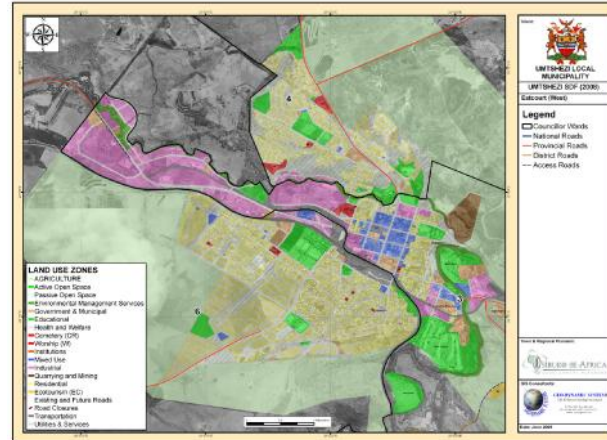 UMTSHEZI LOCAL
MUNICIPALITY
UMTSHEZI SDF (2008)
Estcourt (West)
Legend
Councillor Wards
National Roads
Provincial Roads
District Roads
Access Roads
4
6
3
LAND USE ZONES
AGRICULTURE
Active Open Space
Passive Open Space
Environmental Management Services
Government & Municipal
Educational
Health and Welfare
Cemetery (CR)
Worship (W)
Institutions
Mixed Use
Industrial
Quarrying and Mining
Residential
Ecotourism (EC)
Existing and Future Roads
Road Closures
Transportation
Utilities & Services